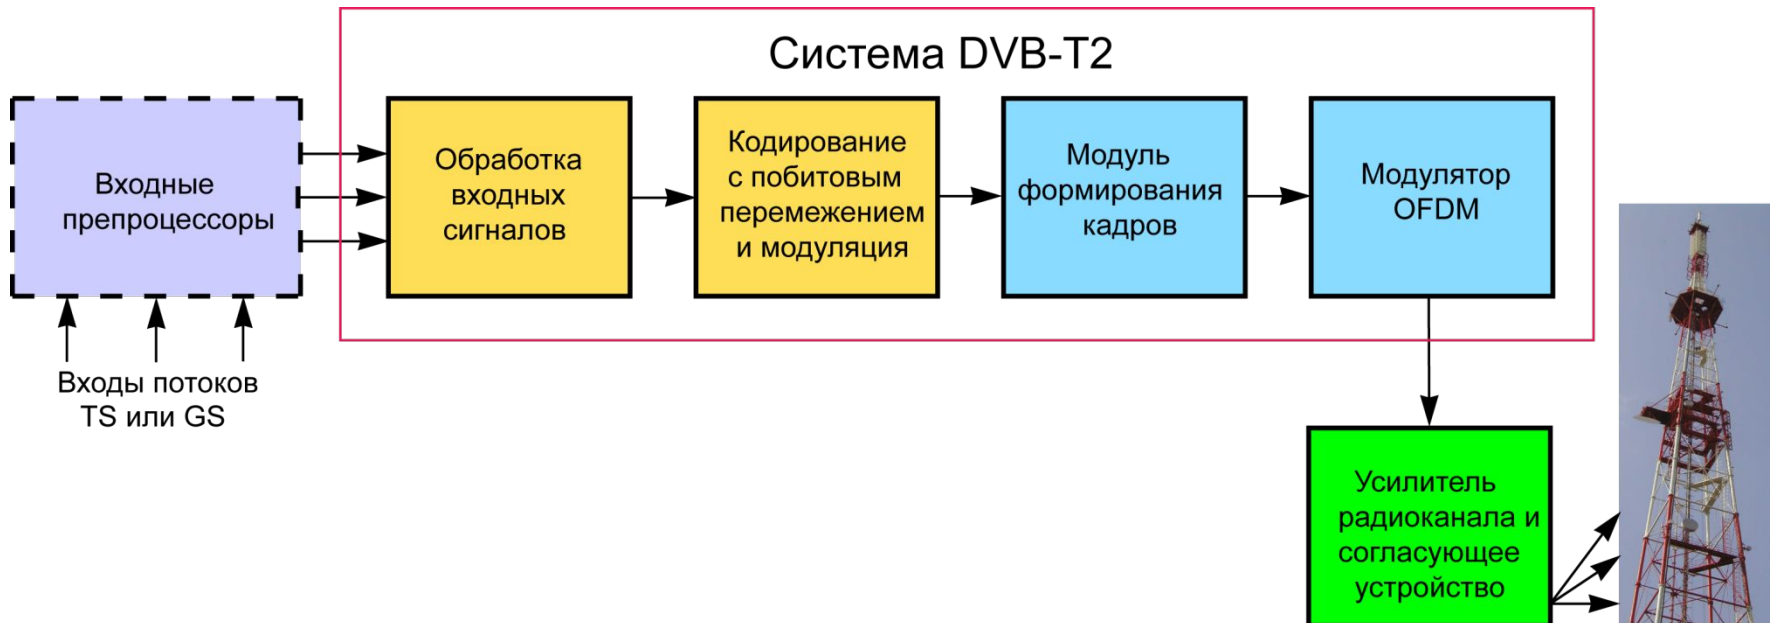 Система DVB-T2
Входные
препроцессоры
Обработка
входных
сигналов
Кодирование
с побитовым
перемежением
и модуляция
Модуль
формирования
кадров
Модулятор
OFDM
Входы потоков
TS или GS
Усилитель
радиоканала и
согласующее
устройство